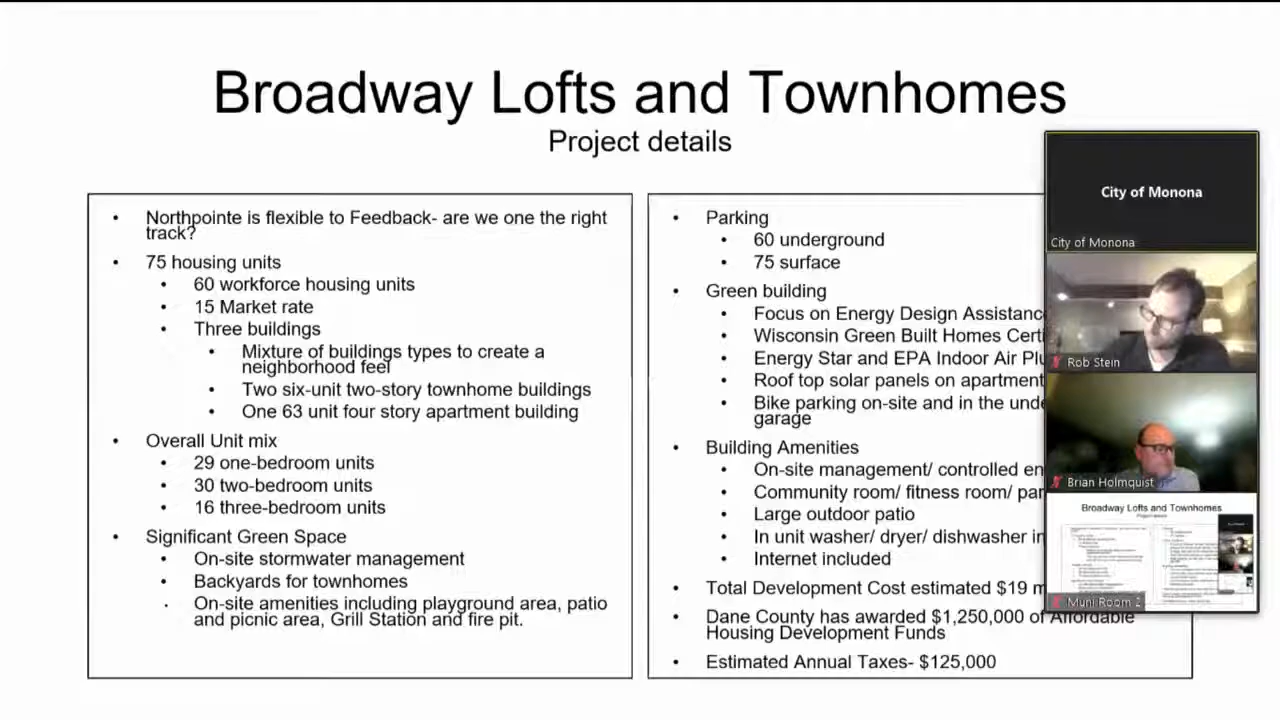 Broadway Lofts and Townhomes
Project details
• Northpointe is flexible to Feedback- are we one the right
track?
• 75 housing units
• 60 workforce housing units
• 15 Market rate
• Three buildings
• Mixture of buildings types to create a
neighborhood feel
• Two six-unit two-story townhome buildings
• One 63 unit four story apartment building
• Overall Unit mix
• 29 one-bedroom units
• 30 two-bedroom units
• 16 three-bedroom units
• Significant Green Space
• On-site stormwater management
• Backyards for townhomes
• On-site amenities including playground area, patio
and picnic area, Grill Station and fire pit.
• Parking
• 60 underground
• 75 surface
• Green building
• Focus on Energy Design
• Wisconsin Green Built Homes
• Energy Star and EPA Indoor Air
• Roof top solar panels on apartment
• Bike parking on-site and in the
garage
• Building Amenities
• On-site management/ controlled
• Community room/ fitness room/
• Large outdoor patio
• In unit washer/ dryer/ dishwasher
• Internet included
• Total Development Cost estimated $19
• Dane County has awarded $1,250,000 of Affordable
Housing Development Funds
• Estimated Annual Taxes- $125,000
City of Monona
City of Monona
Rob Stein
Brian Holmquist
Broadway Lofts and Townhomes
Project details
Muni Room 2